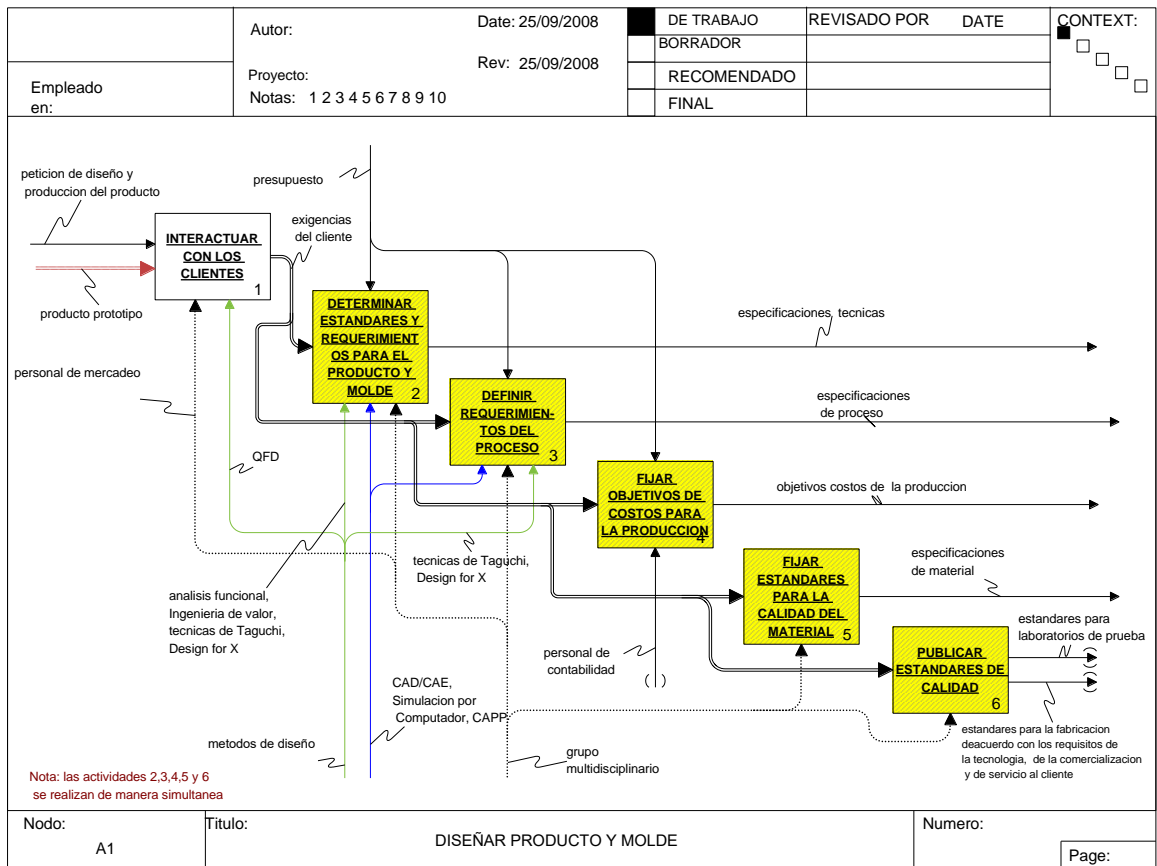 Empleado
en:
Autor:
Date: 25/09/2008
Rev: 25/09/2008
Proyecto:
Notas: 1 2 3 4 5 6 7 8 9 10
DE TRABAJO
BORRADOR
RECOMENDADO
FINAL
REVISADO POR
DATE
CONTEXT:
peticion de diseño y
produccion del producto
producto prototipo
INTERACTUAR
CON LOS
CLIENTES
1
presupuesto
exigencias
del cliente
DETERMINAR
ESTANDARES Y
REQUERIMIENT
OS PARA EL
PRODUCTO Y
MOLDE
2
especificaciones, tecnicas
personal de mercadeo
DEFINIR
REQUERIMIEN-
TOS DEL
PROCESO
3
especificaciones
de proceso
QFD
FIJAR
OBJETIVOS DE
COSTOS PARA
LA PRODUCCION
4
objetivos costos de la produccion
tecnicas de Taguchi,
Design for X
analisis funcional,
Ingenieria de valor,
tecnicas de Taguchi,
Design for X
FIJAR
ESTANDARES
PARA LA
CALIDAD DEL
MATERIAL
5
especificaciones
de material
personal de
contabilidad
PUBLICAR
ESTANDARES DE
CALIDAD
6
estandares para
laboratorios de prueba
CAD/CAE,
Simulacion por
Computador, CAPP
metodos de diseño
grupo
multidisciplinario
estandares para la fabricacion
deacuerdo con los requisitos de
la tecnologia, de la comercializacion
y de servicio al cliente
Nota: las actividades 2,3,4,5 y 6
se realizan de manera simultanea
Nodo:
A1
Titulo:
DISEÑAR PRODUCTO Y MOLDE
Numero:
Page: